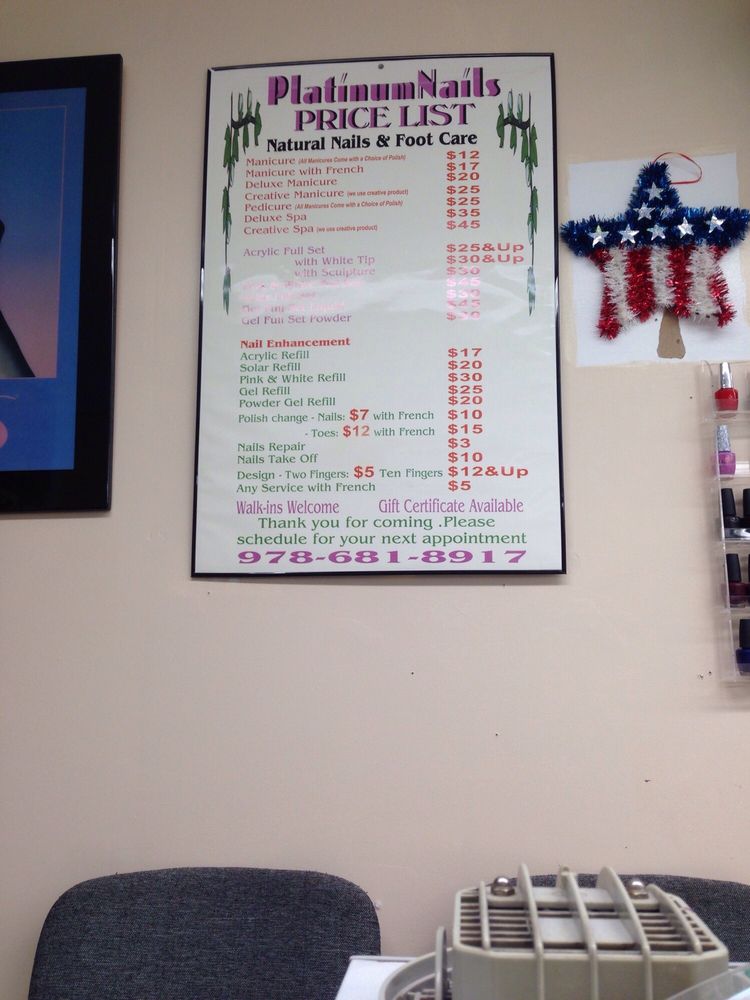 PlatinumNails
PRICE LIST
Natural Nails & Foot Care
Manicure (All Manicures Come with a Choice of Polish) $12
Manicure with French $17
Deluxe Manicure $20
Creative Manicure (we use creative product) $25
Pedicure (All Manicures Come with a Choice of Polish) $25
Deluxe Spa $35
Creative Spa (we use creative product) $45
Acrylic Full Set $25&Up
with White Tip $30&Up
with Sculpture $30
$45
$30
$45
Gel Full Set Powder $30
Nail Enhancement
Acrylic Refill $17
Solar Refill $20
Pink & White Refill $30
Gel Refill $25
Powder Gel Refill $20
Polish change - Nails: $7 with French $10
- Toes: $12 with French $15
Nails Repair $3
Nails Take Off $10
Design - Two Fingers: $5 Ten Fingers $12&Up
Any Service with French $5
Walk-ins Welcome Gift Certificate Available
Thank you for coming .Please
schedule for your next appointment
978-681-8917